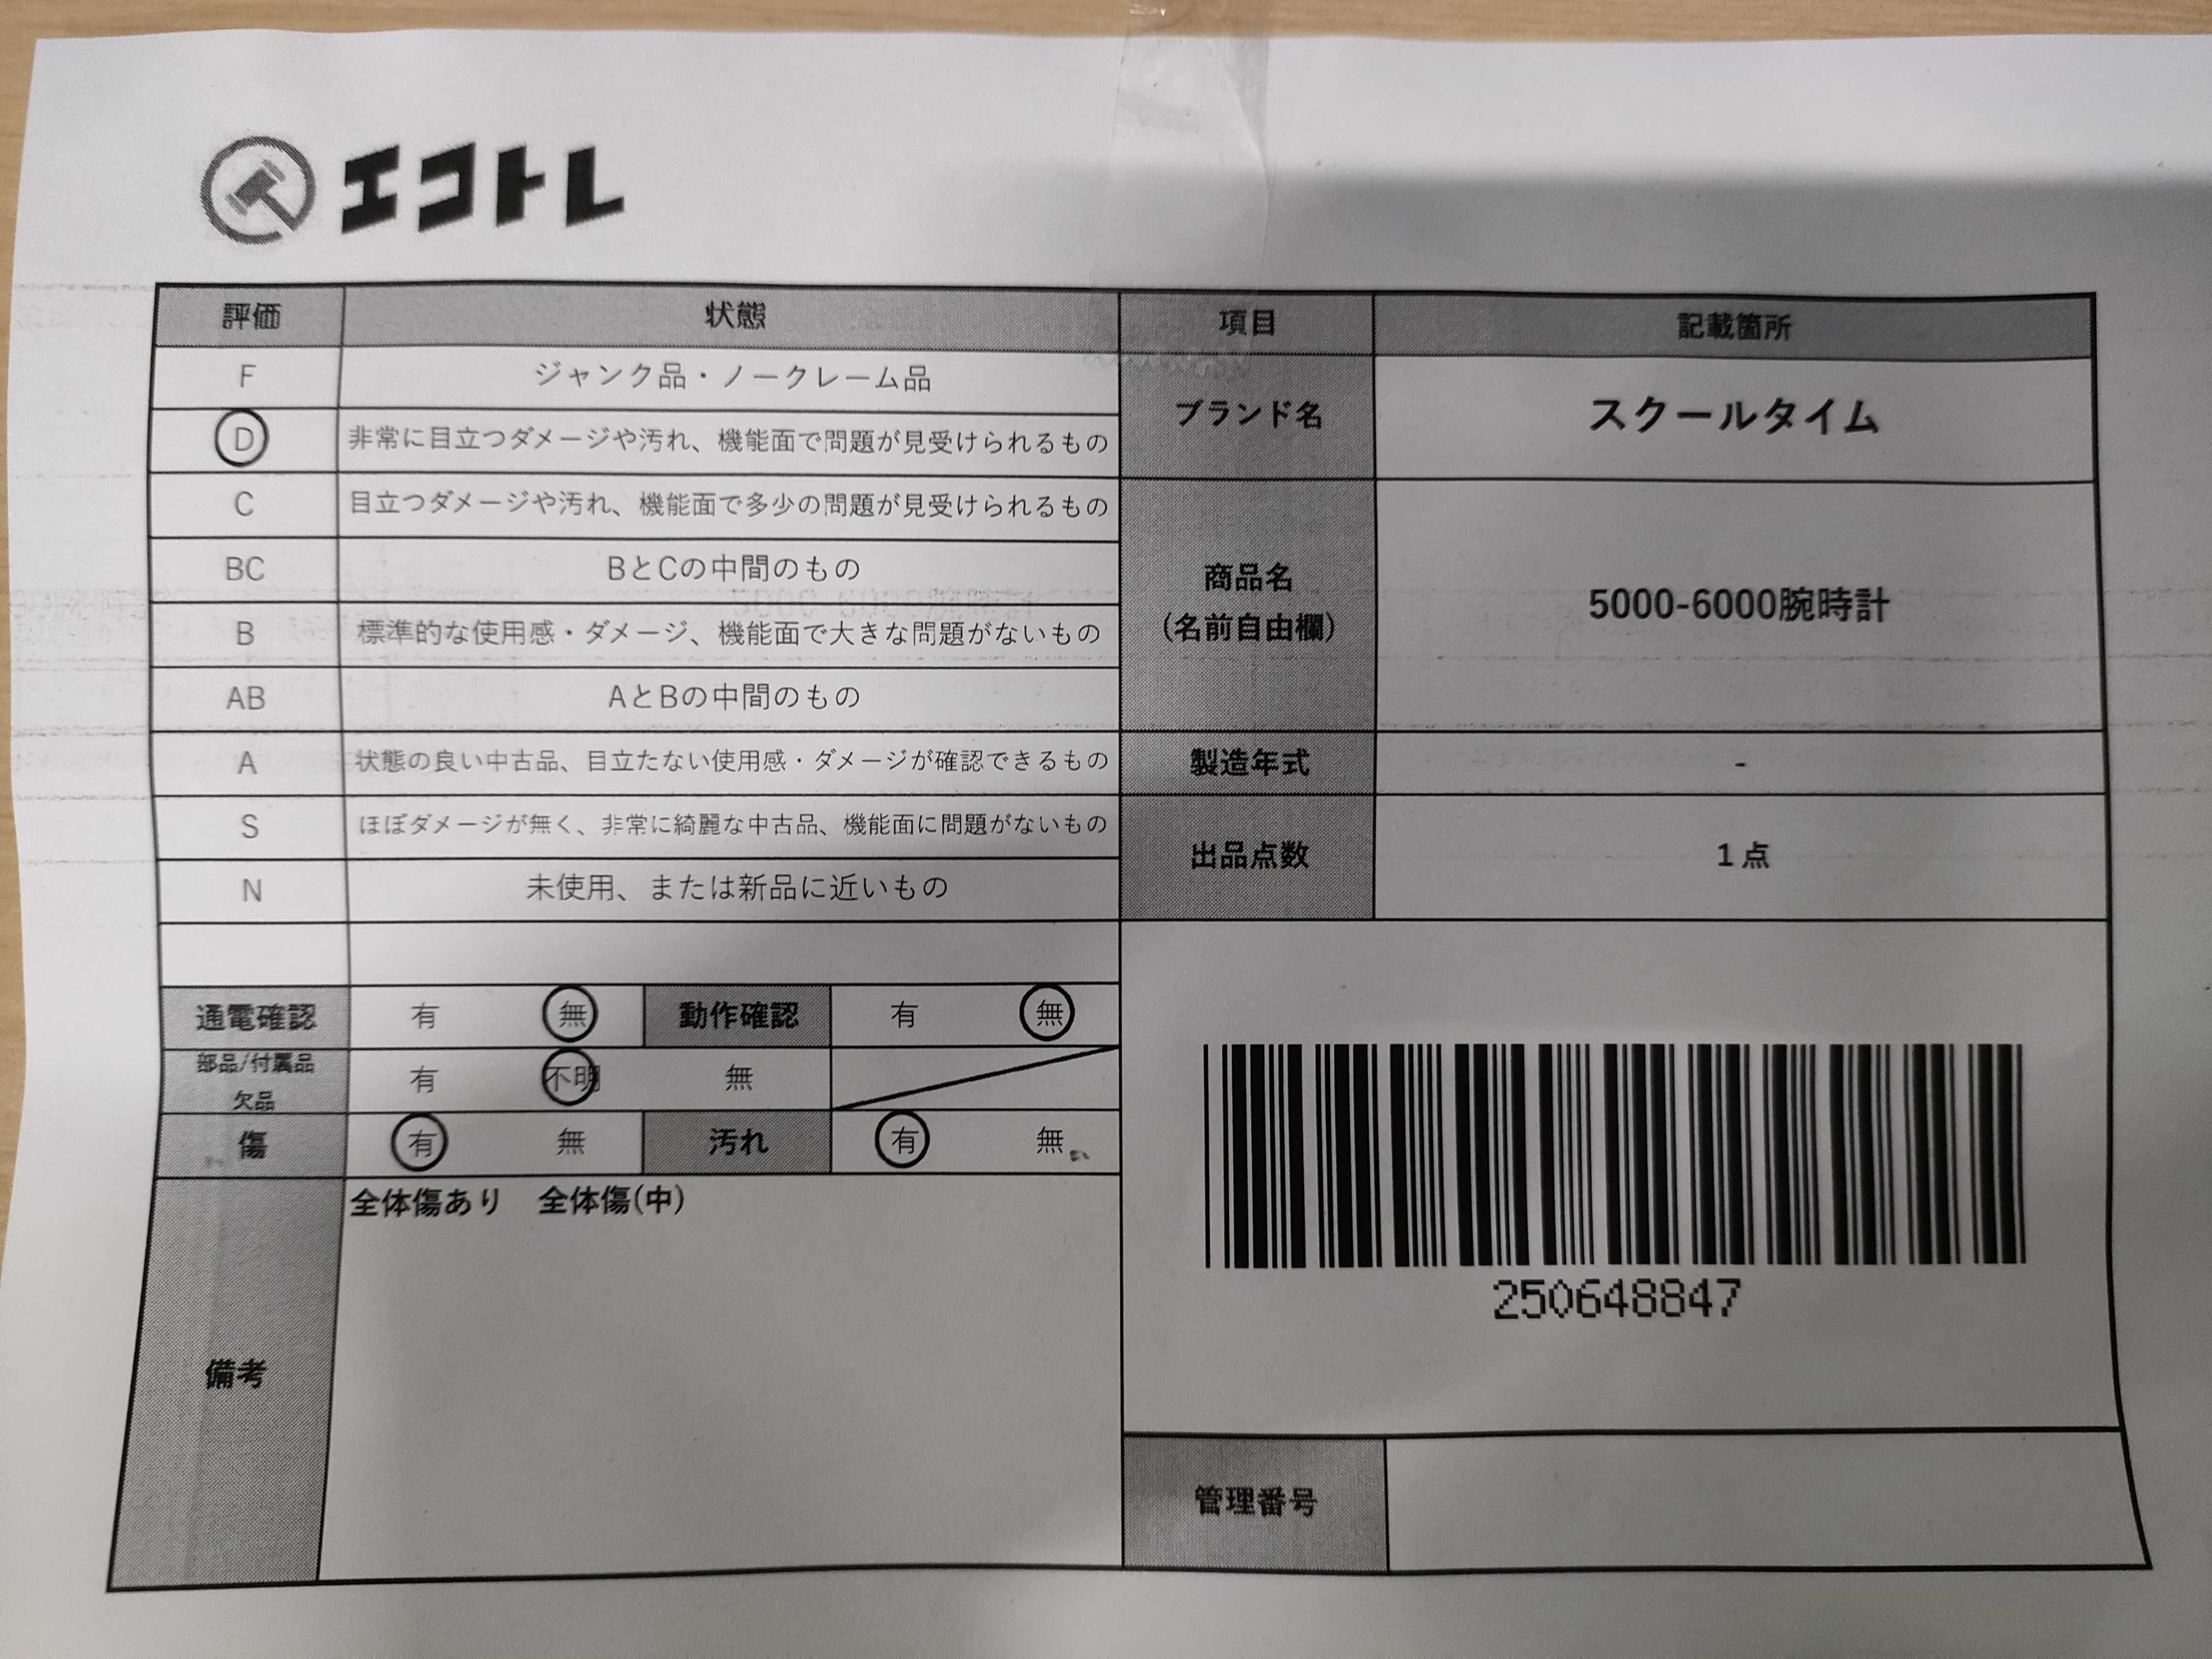 エコトレ
評価 状態 項目 記載箇所
F ジャンク品・ノークレーム品
D 非常に目立つダメージや汚れ、機能面で問題が見受けられるもの
ブランド名 スクールタイム
C 目立つダメージや汚れ、機能面で多少の問題が見受けられるもの
BC BとCの中間のもの
B 標準的な使用感・ダメージ、機能面で大きな問題がないもの
商品名
(名前自由欄)
5000-6000腕時計
AB AとBの中間のもの
A 状態の良い中古品、目立たない使用感・ダメージが確認できるもの
製造年式 -
S ほぼダメージが無く、非常に綺麗な中古品、機能面に問題がないもの
出品点数 1点
N 未使用、または新品に近いもの
通電確認 有 無 動作確認 有 無
部品/付属品
欠品
有 不明 無
傷 有 無 汚れ 有 無
備考
全体傷あり 全体傷(中)
250648847
管理番号